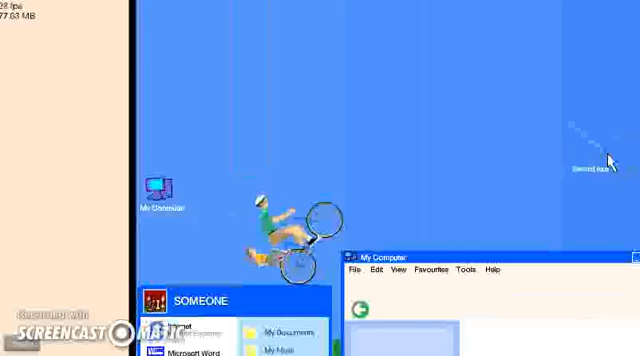 28 fps
77.63 MB
My Computer
My Computer
File Edit View Favourites Tools Help
SOMEONE
Internet
Microsoft Word
My Documents
My Music
RECORDED WITH
SCREENCAST MATIC